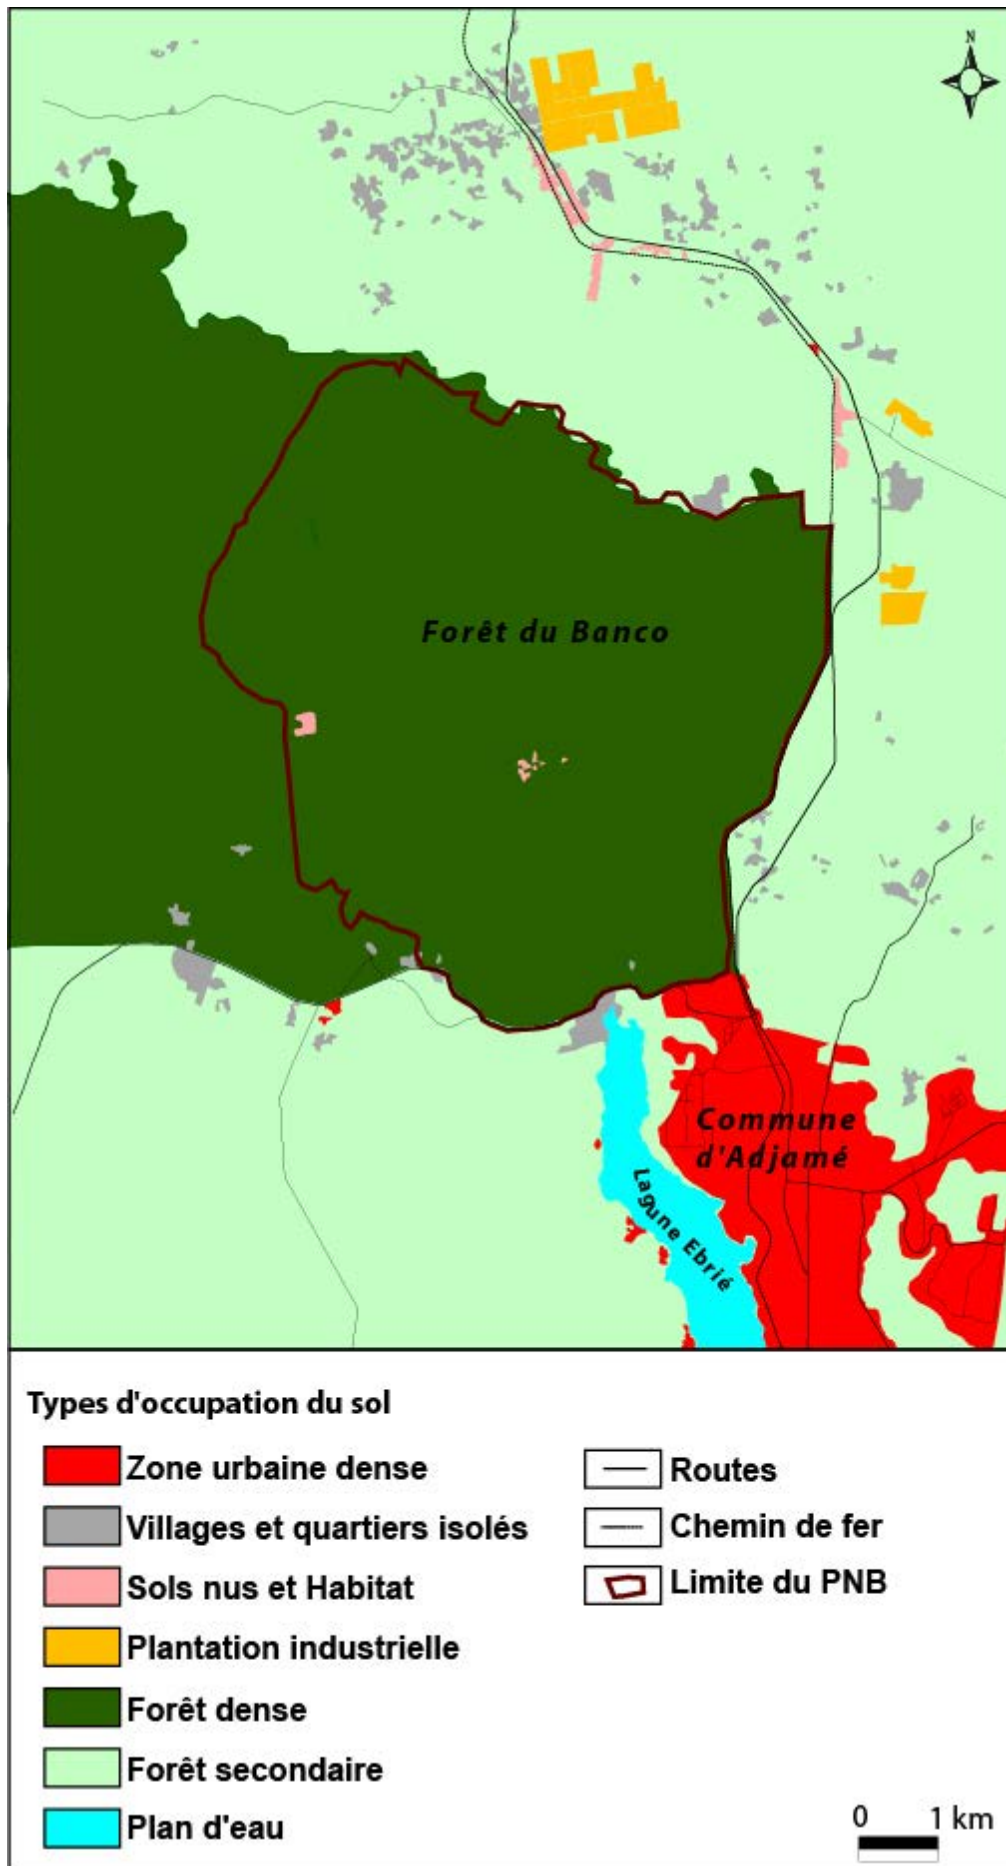 N
Forêt du Banco
Commune
d'Adjamé
Lagune Ebrié
Types d'occupation du sol
Zone urbaine dense
Villages et quartiers isolés
Sols nus et Habitat
Plantation industrielle
Forêt dense
Forêt secondaire
Plan d'eau
Routes
Chemin de fer
Limite du PNB
0 1 km